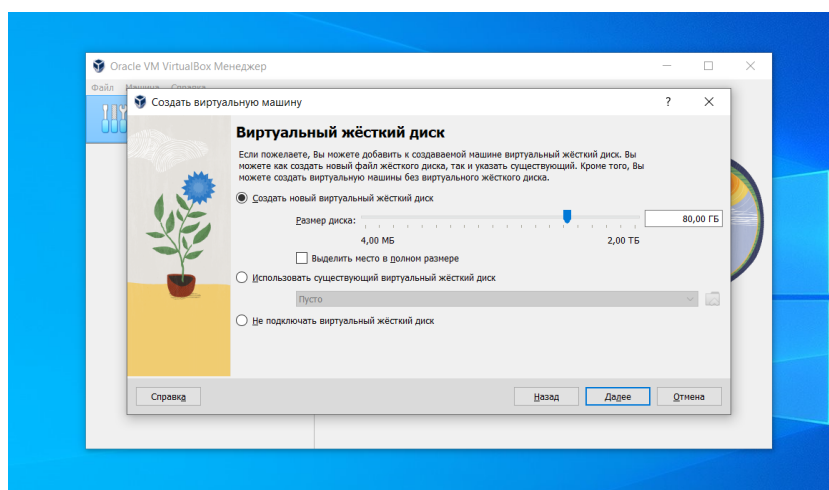 Oracle VM VirtualBox Менеджер
Файл Машина Справка
Создать виртуальную машину
?
Виртуальный жёсткий диск
Если пожелаете, Вы можете добавить к создаваемой машине виртуальный жёсткий диск. Вы
можете как создать новый файл жёсткого диска, так и указать существующий. Кроме того, Вы
можете создать виртуальную машины без виртуального жёсткого диска.
Создать новый виртуальный жёсткий диск
Размер диска:
80,00 ГБ
4,00 МБ 2,00 ТБ
Выделить место в полном размере
Использовать существующий виртуальный жёсткий диск
Пусто
Не подключать виртуальный жёсткий диск
Справка Назад Далее Отмена